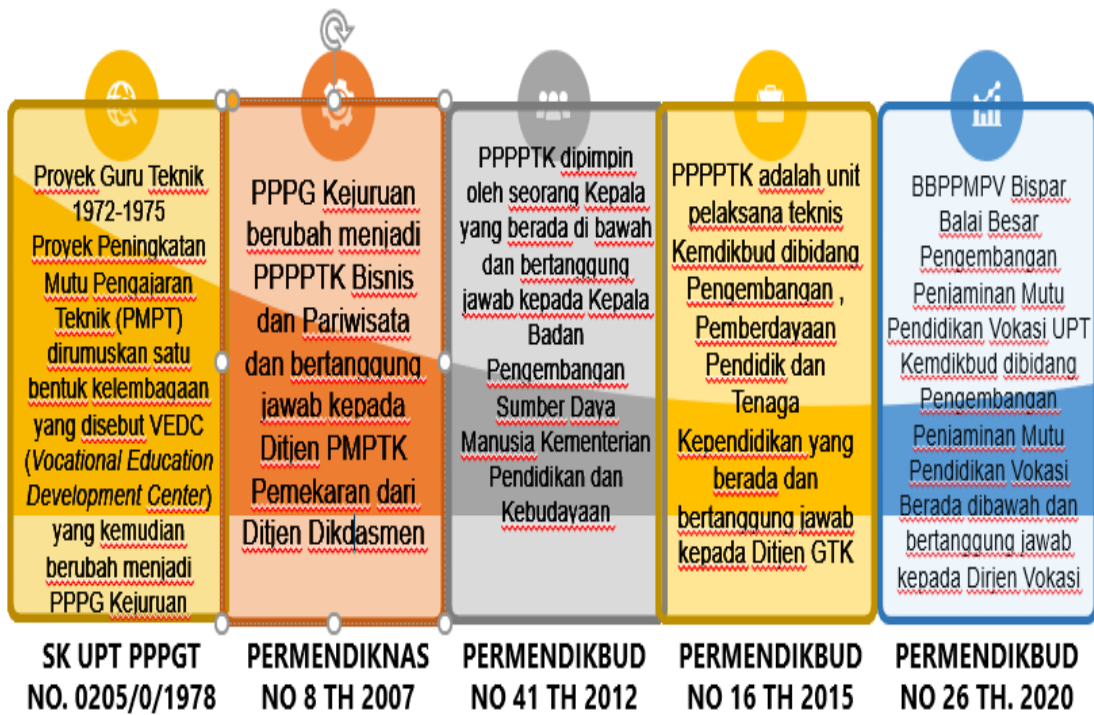 Proyek Guru Teknik
1972-1975
Proyek Peningkatan
Mutu Pengajaran
Teknik (PMPT)
dirumuskan satu
bentuk kelembagaan
yang disebut VEDC
(Vocational Education
Development Center)
yang kemudian
berubah menjadi
PPPG Kejuruan
SK UPT PPPGT
NO. 0205/0/1978
PPPG Kejuruan
berubah menjadi
PPPPTK Bisnis
dan Pariwisata
dan bertanggung
jawab kepada
Ditjen PMPTK
Pemekaran dari
Ditjen Dikdasmen
PERMENDIKNAS
NO 8 TH 2007
PPPPTK dipimpin
oleh seorang Kepala
yang berada di bawah
dan bertanggung
jawab kepada Kepala
Badan
Pengembangan
Sumber Daya
Manusia Kementerian
Pendidikan dan
Kebudayaan
PERMENDIKBUD
NO 41 TH 2012
PPPPTK adalah unit
pelaksana teknis
Kemdikbud dibidang
Pengembangan ,
Pemberdayaan
Pendidik dan
Tenaga
Kependidikan yang
berada dan
bertanggung jawab
kepada Ditjen GTK
PERMENDIKBUD
NO 16 TH 2015
BBPPMPV Bispar
Balai Besar
Pengembangan
Penjaminan Mutu
Pendidikan Vokasi UPT
Kemdikbud dibidang
Pengembangan
Penjaminan Mutu
Pendidikan Vokasi
Berada dibawah dan
bertanggung jawab
kepada Dirjen Vokasi
PERMENDIKBUD
NO 26 TH. 2020